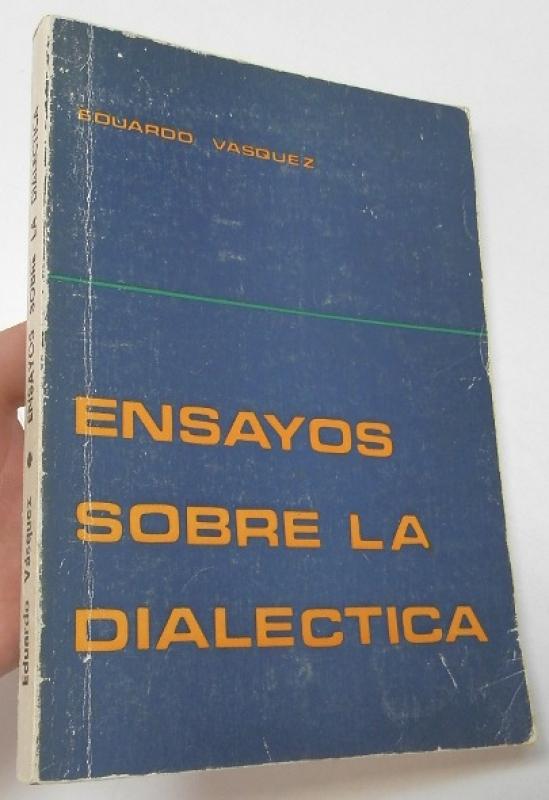 EDUARDO VASQUEZ
ENSAYOS
SOBRE LA
DIALECTICA
Eduardo Vásquez • ENSAYOS SOBRE LA DIALECTICA